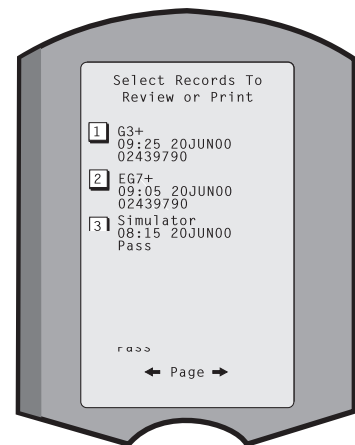 Select Records To
Review or Print
1 G3+
09:25 20JUN00
02439790
2 EG7+
09:05 20JUN00
02439790
3 Simulator
08:15 20JUN00
Pass
Pass
← Page →